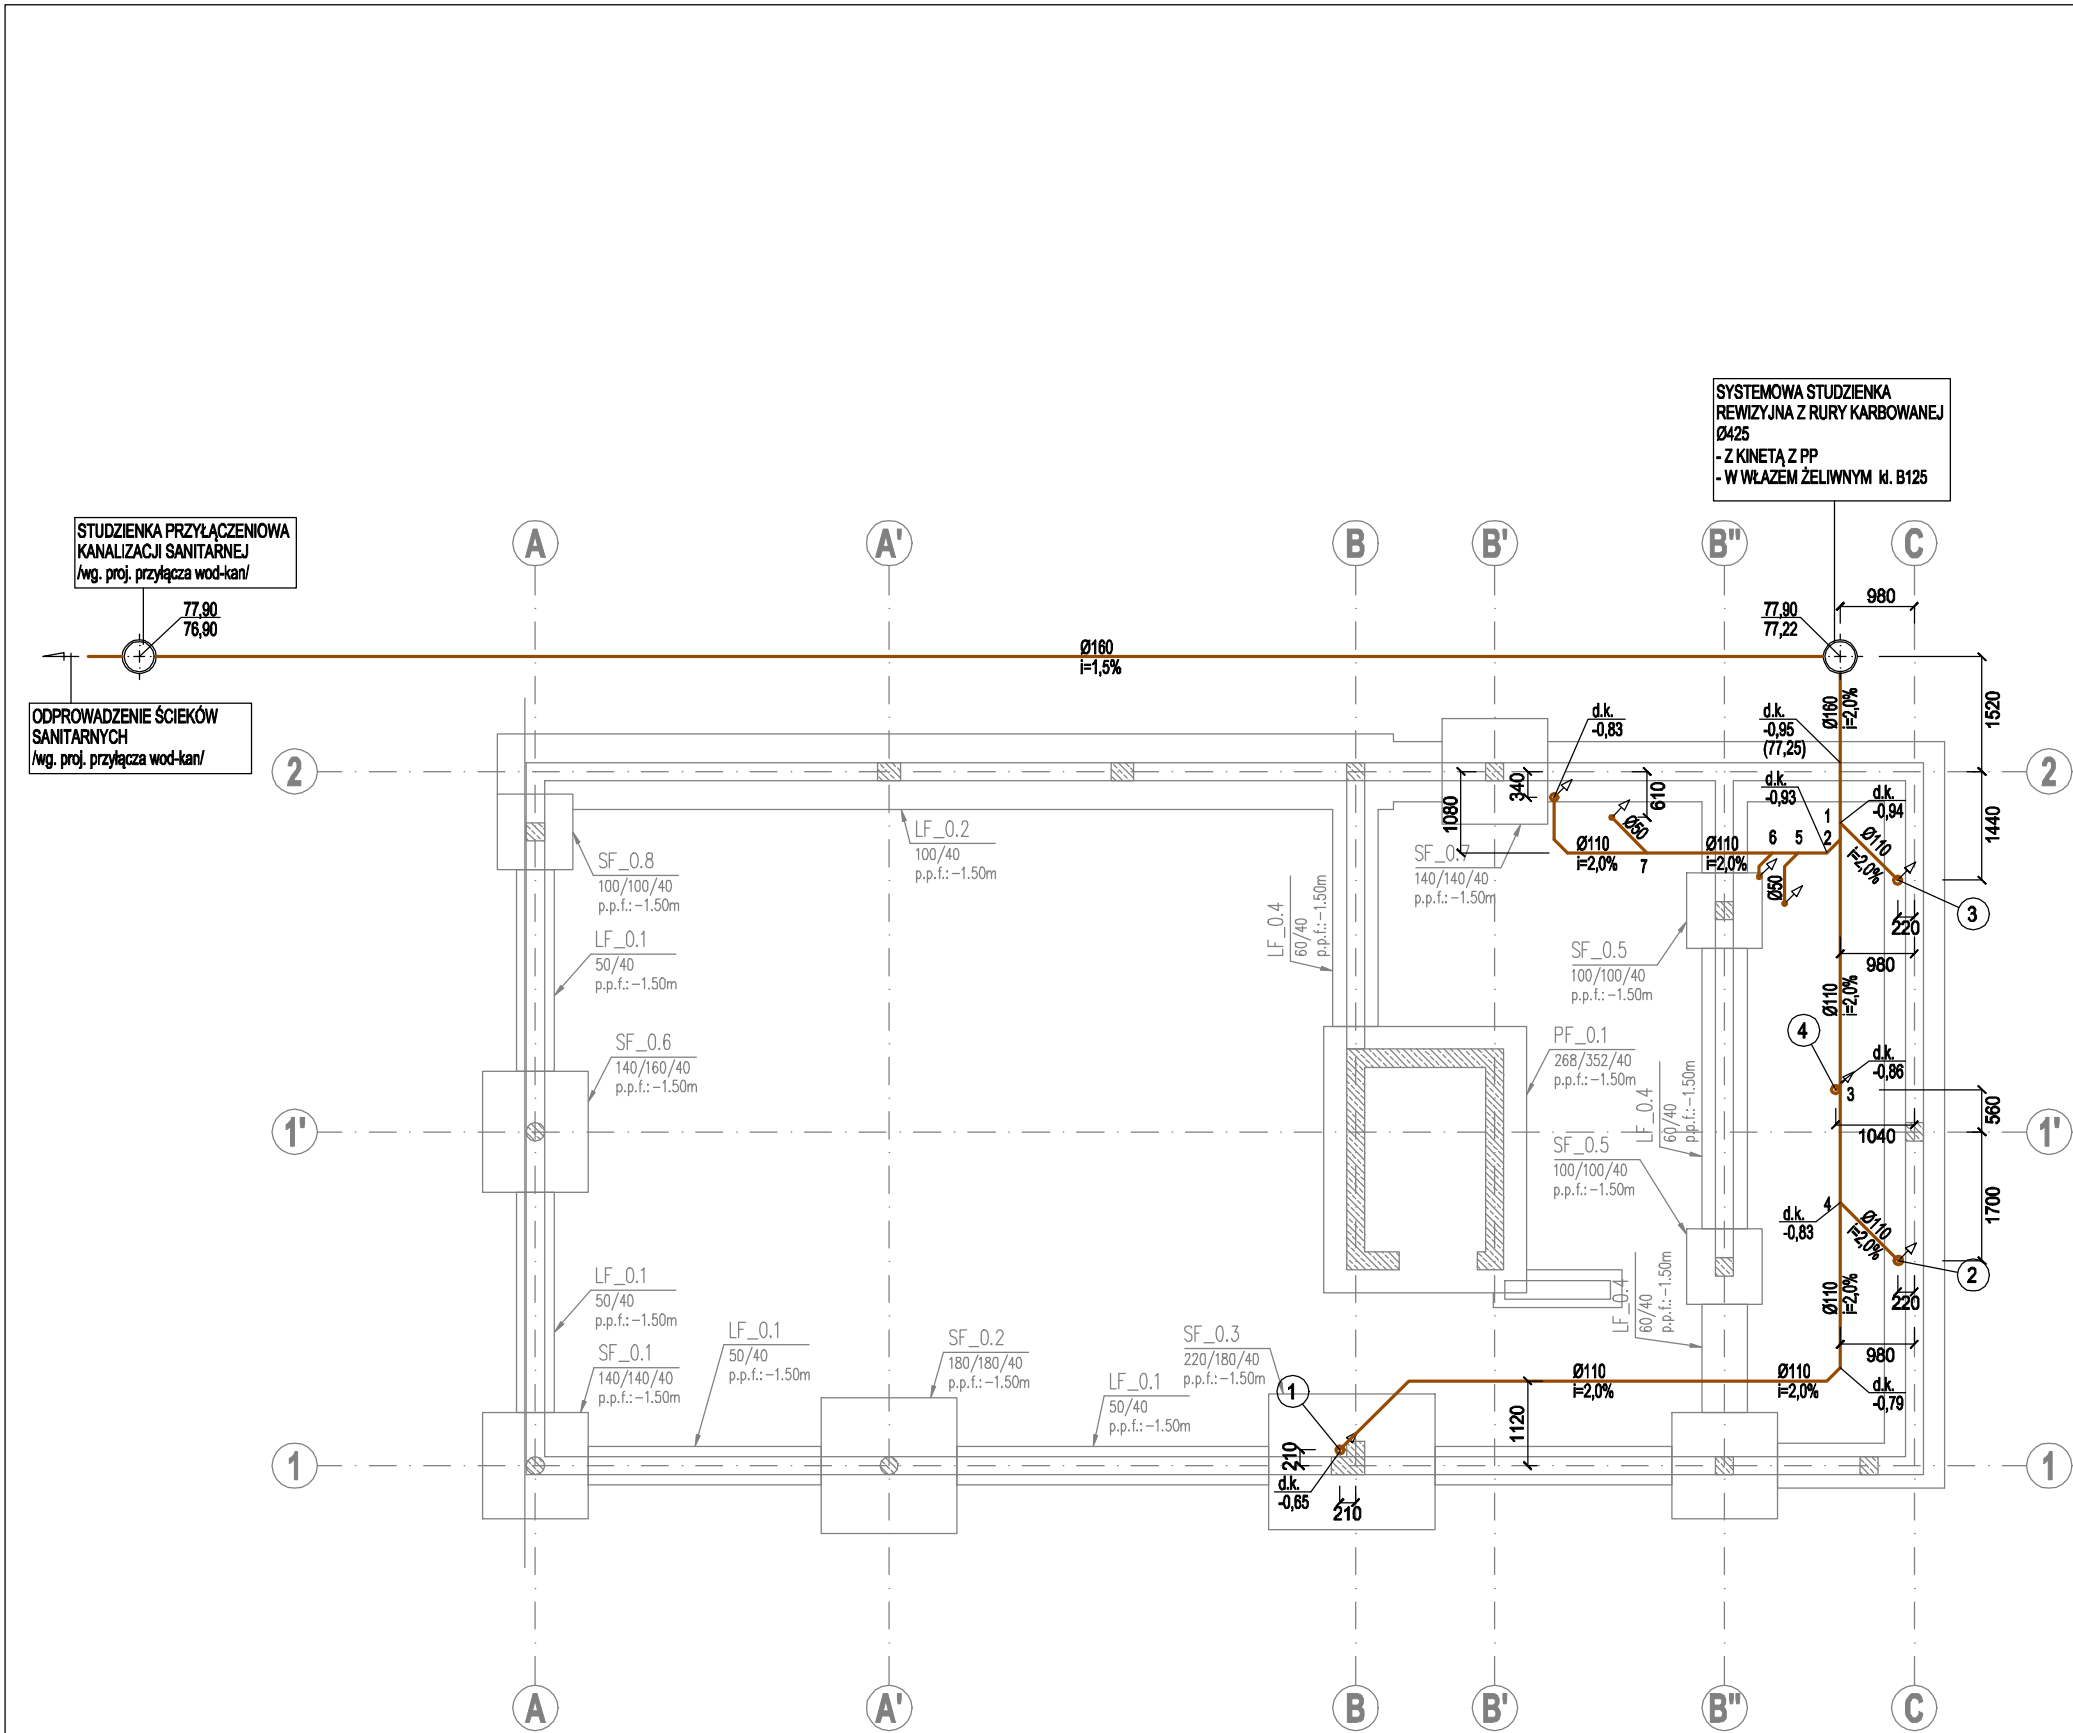 SYSTEMOWA STUDZIENKA
REWIZYJNA Z RURY KARBOWANEJ
Ø425
- Z KINETĄ Z PP
- W WŁAZEM ŻELIWNYM kl. B125
STUDZIENKA PRZYŁĄCZENIOWA
KANALIZACJI SANITARNEJ
/wg. proj. przyłącza wod-kan/
A
A'
B
B'
B"
C
980
77,90
76,90
77,90
77,22
Ø160
i=1,5%
ODPROWADZENIE ŚCIEKÓW
SANITARNYCH
/wg. proj. przyłącza wod-kan/
Ø160
i=2,0%
1520
d.k.
-0,83
d.k.
-0,95
(77,25)
2
2
1080
340
610
d.k.
-0,93
d.k.
-0,94
1
2
1440
LF_0.2
100/40
p.p.f.: -1.50m
Ø50
Ø110
i=2,0%
7
Ø110
i=2,0%
6
5
Ø110
i=2,0%
SF_0.8
100/100/40
p.p.f.: -1.50m
SF_0.7
140/140/40
p.p.f.: -1.50m
Ø50
3
220
LF_0.4
60/40
p.p.f.: -1.50m
LF_0.1
50/40
p.p.f.: -1.50m
SF_0.5
100/100/40
p.p.f.: -1.50m
980
Ø110
i=2,0%
4
SF_0.6
140/160/40
p.p.f.: -1.50m
PF_0.1
268/352/40
p.p.f.: -1.50m
d.k.
-0,86
3
560
LF_0.4
60/40
p.p.f.: -1.50m
1'
1040
1'
SF_0.5
100/100/40
p.p.f.: -1.50m
4
d.k.
-0,83
Ø110
i=2,0%
1700
LF_0.1
50/40
p.p.f.: -1.50m
LF_0.4
60/40
p.p.f.: -1.50m
Ø110
i=2,0%
2
220
LF_0.1
50/40
p.p.f.: -1.50m
SF_0.2
180/180/40
p.p.f.: -1.50m
SF_0.3
220/180/40
p.p.f.: -1.50m
980
SF_0.1
140/140/40
p.p.f.: -1.50m
LF_0.1
50/40
p.p.f.: -1.50m
1
Ø110
i=2,0%
Ø110
i=2,0%
d.k.
-0,79
1120
210
1
1
d.k.
-0,65
210
A
A'
B
B'
B"
C